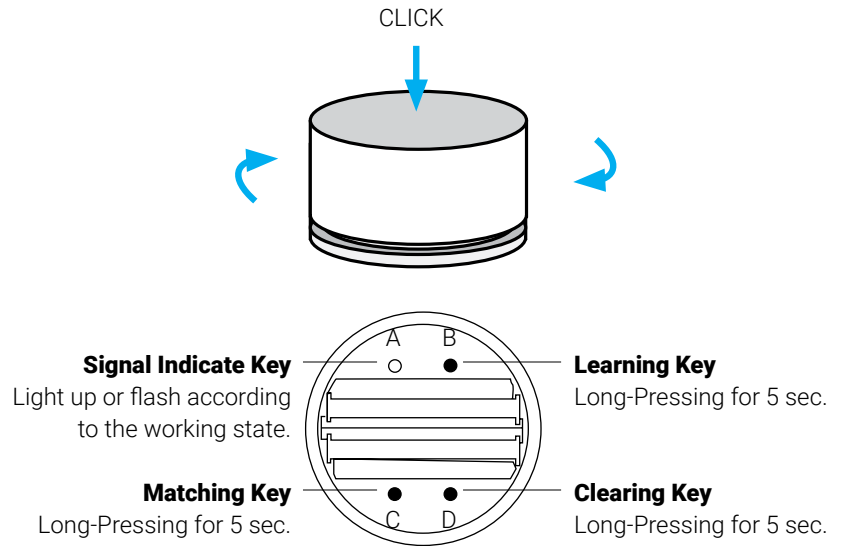 CLICK
A B
Signal Indicate Key
Light up or flash according
to the working state.
Learning Key
Long-Pressing for 5 sec.
Matching Key
Long-Pressing for 5 sec.
Clearing Key
Long-Pressing for 5 sec.
C D